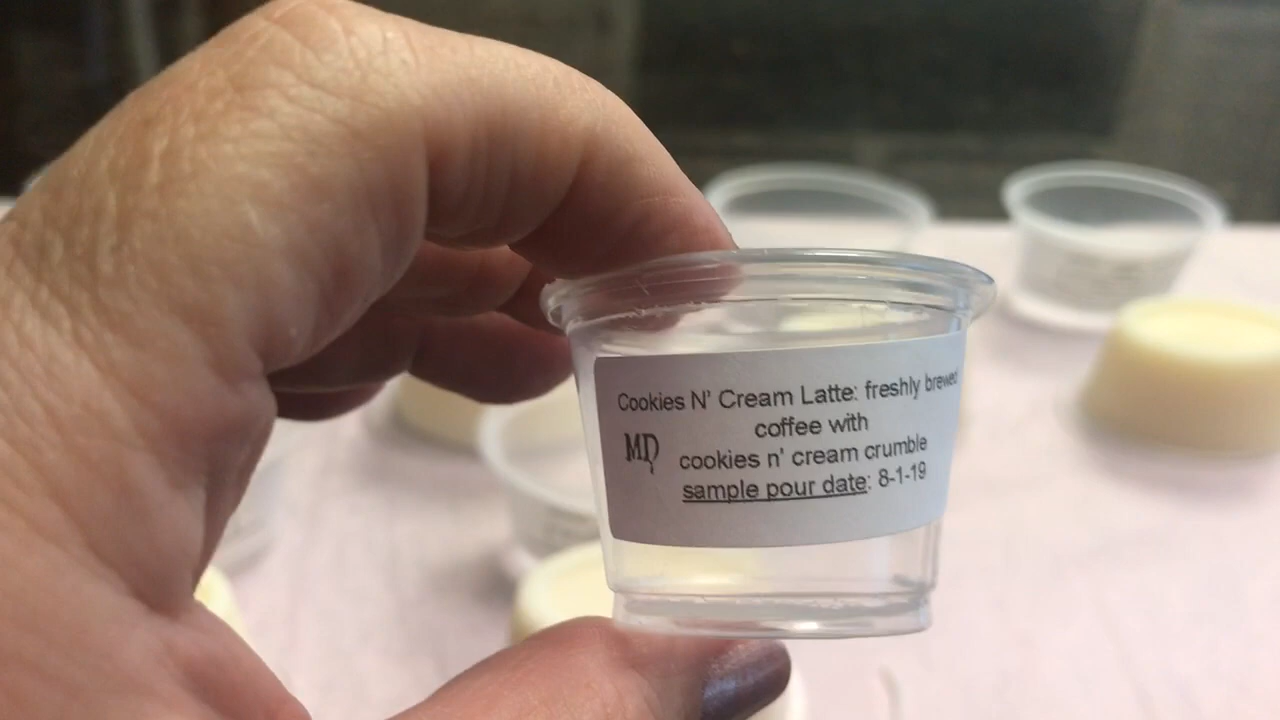 Cookies N' Cream Latte: freshly brewed
coffee with
MD cookies n' cream crumble
sample pour date: 8-1-19